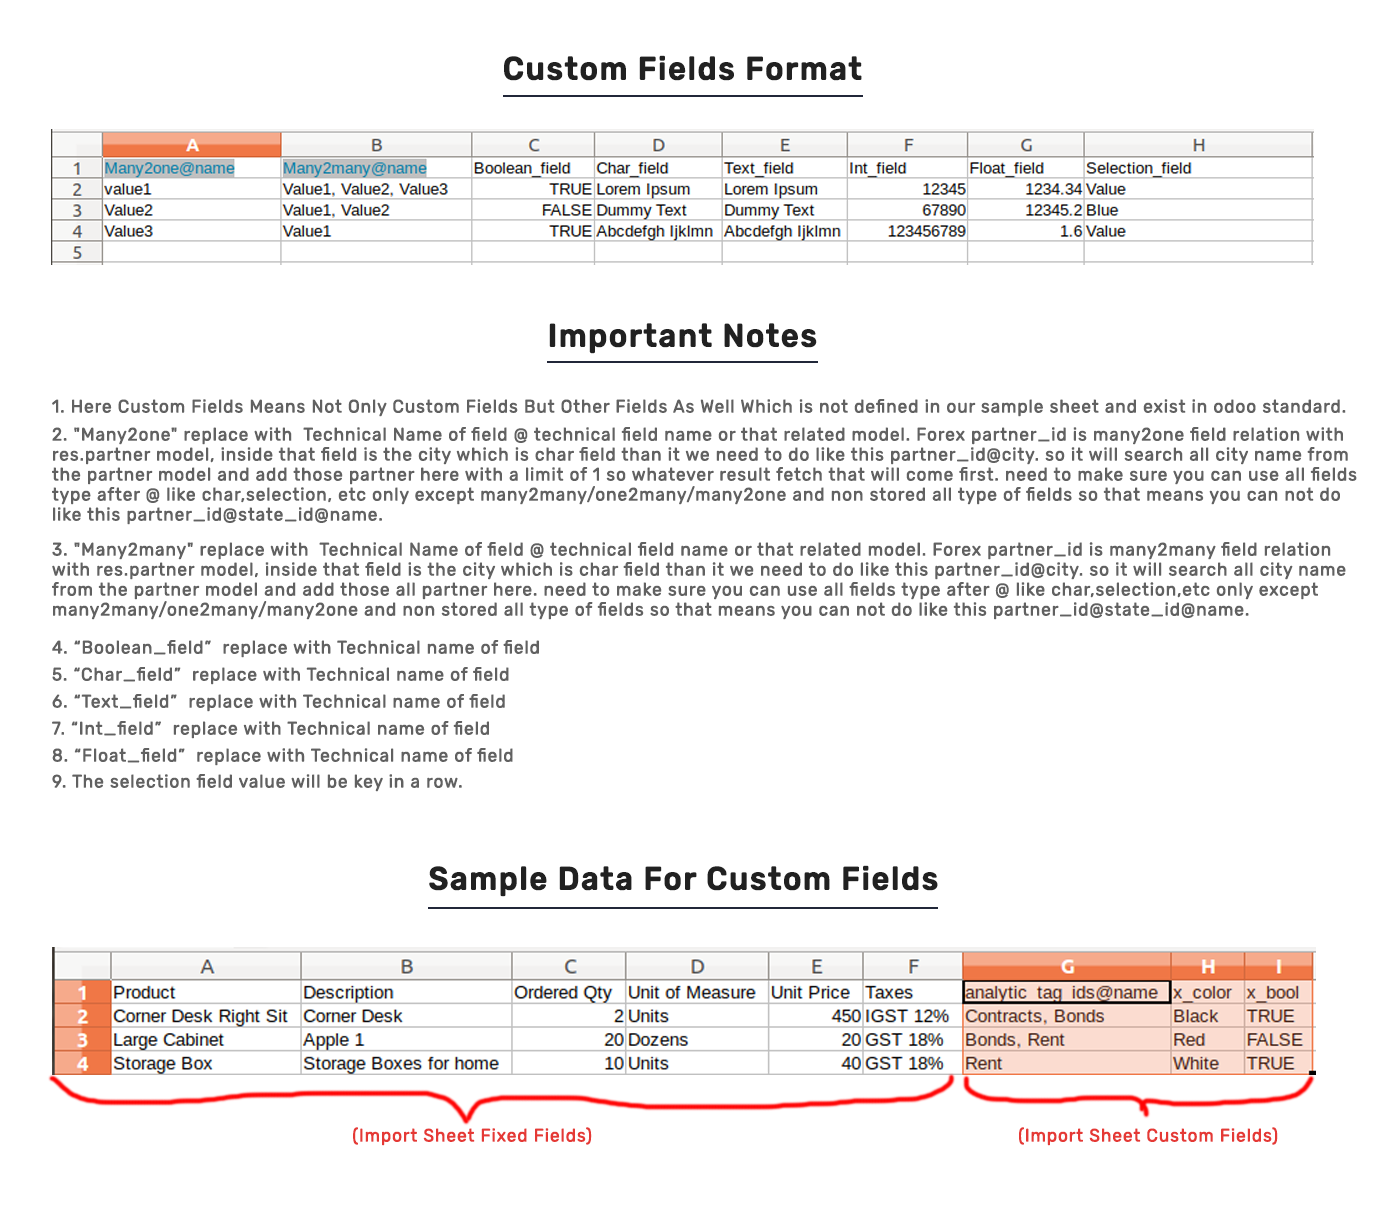 Custom Fields Format
A B C D E F G H
1 Many2one@name Many2many@name Boolean_field Char_field Text_field Int_field Float_field Selection_field
2 value1 Value1, Value2, Value3 TRUE Lorem Ipsum Lorem Ipsum 12345 1234.34 Value
3 Value2 Value1, Value2 FALSE Dummy Text Dummy Text 67890 12345.2 Blue
4 Value3 Value1 TRUE Abcdefgh Ijklmn Abcdefgh Ijklmn 123456789 1.6 Value
5
Important Notes
1. Here Custom Fields Means Not Only Custom Fields But Other Fields As Well Which is not defined in our sample sheet and exist in odoo standard.
2. "Many2one" replace with Technical Name of field @ technical field name or that related model. Forex partner_id is many2one field relation with
res.partner model, inside that field is the city which is char field than it we need to do like this partner_id@city. so it will search all city name from
the partner model and add those partner here with a limit of 1 so whatever result fetch that will come first. need to make sure you can use all fields
type after @ like char,selection, etc only except many2many/one2many/many2one and non stored all type of fields so that means you can not do
like this partner_id@state_id@name.
3. "Many2many" replace with Technical Name of field @ technical field name or that related model. Forex partner_id is many2many field relation
with res.partner model, inside that field is the city which is char field than it we need to do like this partner_id@city. so it will search all city name
from the partner model and add those all partner here. need to make sure you can use all fields type after @ like char,selection,etc only except
many2many/one2many/many2one and non stored all type of fields so that means you can not do like this partner_id@state_id@name.
4. “Boolean_field” replace with Technical name of field
5. “Char_field” replace with Technical name of field
6. “Text_field” replace with Technical name of field
7. “Int_field” replace with Technical name of field
8. “Float_field” replace with Technical name of field
9. The selection field value will be key in a row.
Sample Data For Custom Fields
A B C D E F G H I
1 Product Description Ordered Qty Unit of Measure Unit Price Taxes analytic_tag_ids@name x_color x_bool
2 Corner Desk Right Sit Corner Desk 2 Units 450 IGST 12% Contracts, Bonds Black TRUE
3 Large Cabinet Apple 1 20 Dozens 20 GST 18% Bonds, Rent Red FALSE
4 Storage Box Storage Boxes for home 10 Units 40 GST 18% Rent White TRUE
(Import Sheet Fixed Fields) (Import Sheet Custom Fields)